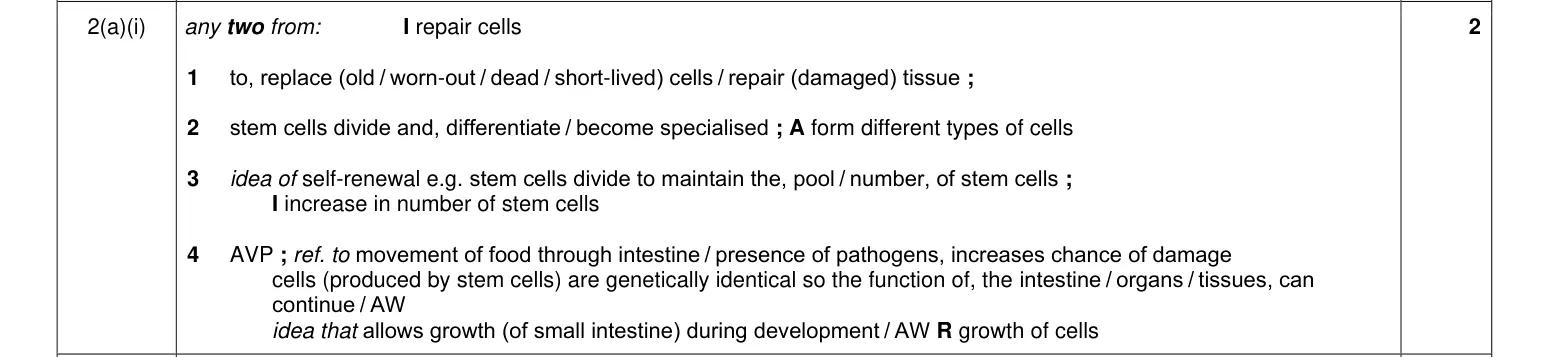 2(a)(i) any two from: I repair cells 2
1 to, replace (old / worn-out / dead / short-lived) cells / repair (damaged) tissue ;
2 stem cells divide and, differentiate / become specialised ; A form different types of cells
3 idea of self-renewal e.g. stem cells divide to maintain the, pool / number, of stem cells ;
I increase in number of stem cells
4 AVP ; ref. to movement of food through intestine / presence of pathogens, increases chance of damage
cells (produced by stem cells) are genetically identical so the function of, the intestine / organs / tissues, can
continue / AW
idea that allows growth (of small intestine) during development / AW R growth of cells